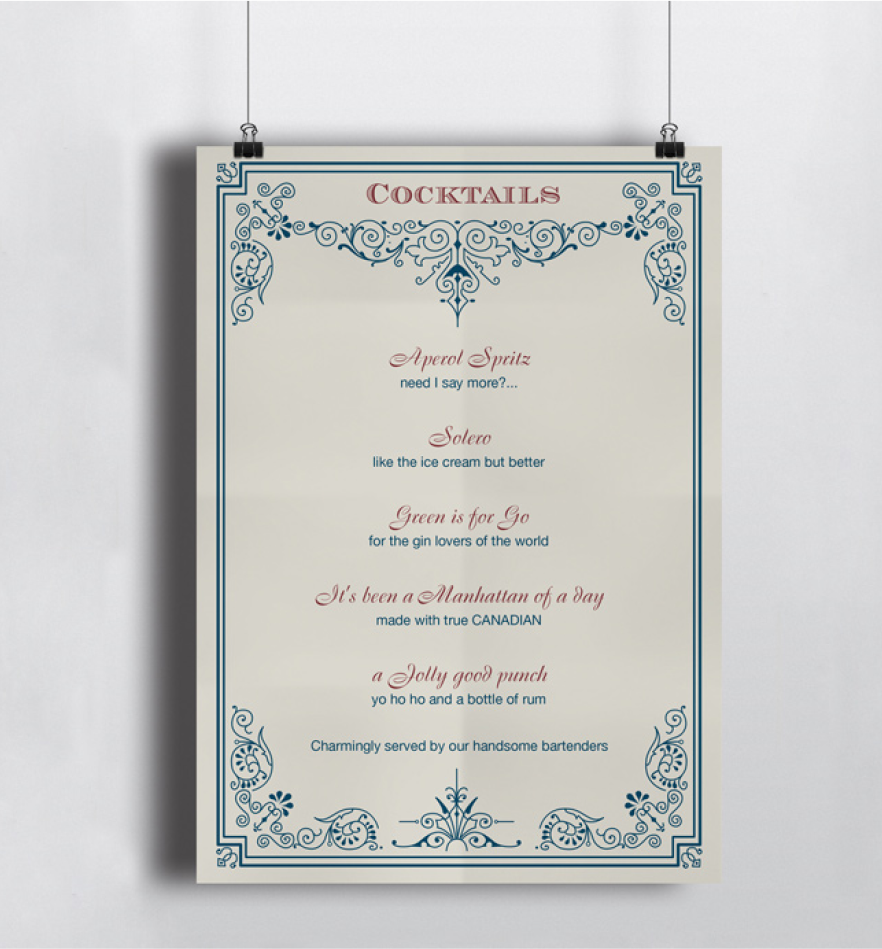 COCKTAILS
Aperol Spritz
need I say more?...
Solero
like the ice cream but better
Green is for Go
for the gin lovers of the world
It's been a Manhattan of a day
made with true CANADIAN
a Jolly good punch
yo ho ho and a bottle of rum
Charmingly served by our handsome bartenders